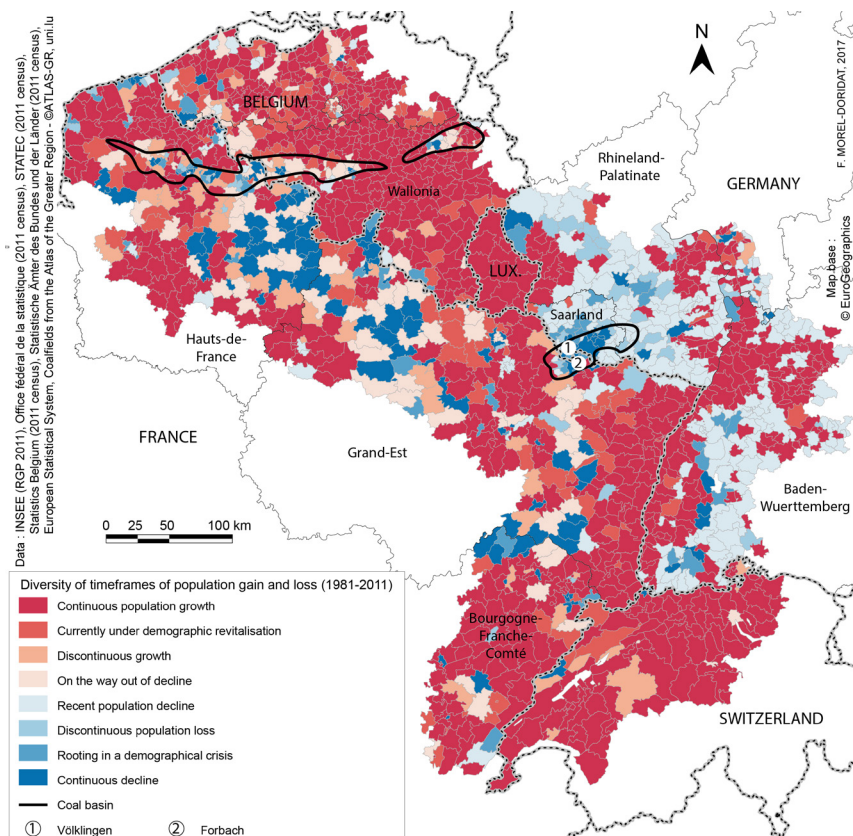 Data : INSEE (RGP 2011), Office fédéral de la statistique (2011 census), STATEC (2011 census),
Statistics Belgium (2011 census), Statistische Ämter des Bundes und der Länder (2011 census),
European Statistical System, Coalfields from the Atlas of the Greater Region - ©ATLAS-GR, uni.lu
N
F. MOREL-DORIDAT, 2017
BELGIUM
Rhineland-
Palatinate
GERMANY
Wallonia
Map base :
© EuroGeographics
LUX.
Saarland
Hauts-de-
France
1
2
FRANCE
Grand-Est
Baden-
Wuerttemberg
0 25 50 100 km
Diversity of timeframes of population gain and loss (1981-2011)
Continuous population growth
Currently under demographic revitalisation
Discontinuous growth
On the way out of decline
Recent population decline
Discontinuous population loss
Rooting in a demographical crisis
Continuous decline
Coal basin
① Völklingen ② Forbach
Bourgogne-
Franche-
Comté
SWITZERLAND